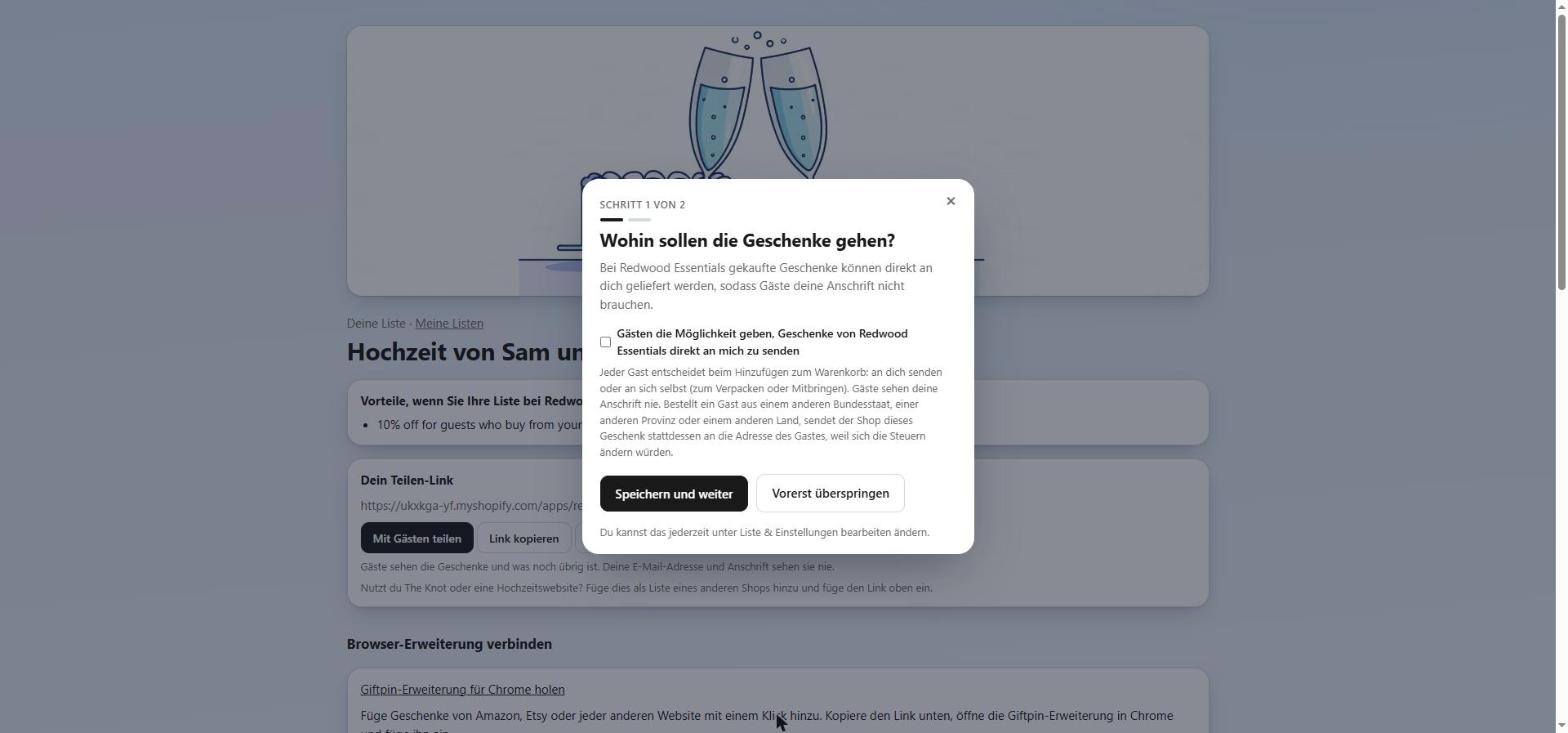 SCHRITT 1 VON 2
Wohin sollen die Geschenke gehen?
Bei Redwood Essentials gekaufte Geschenke können direkt an
dich geliefert werden, sodass Gäste deine Anschrift nicht
brauchen.
Gästen die Möglichkeit geben, Geschenke von Redwood
Essentials direkt an mich zu senden
Jeder Gast entscheidet beim Hinzufügen zum Warenkorb: an dich senden
oder an sich selbst (zum Verpacken oder Mitbringen). Gäste sehen deine
Anschrift nie. Bestellt ein Gast aus einem anderen Bundesstaat, einer
anderen Provinz oder einem anderen Land, sendet der Shop dieses
Geschenk stattdessen an die Adresse des Gastes, weil sich die Steuern
ändern würden.
Speichern und weiter
Vorerst überspringen
Du kannst das jederzeit unter Liste & Einstellungen bearbeiten ändern.
Deine Liste · Meine Listen
Hochzeit von Sam
Vorteile, wenn Sie Ihre Liste bei
10% off for guests who buy from your
Dein Teilen-Link
https://ukxkga-yf.myshopify.com/apps/
Mit Gästen teilen
Link kopieren
Gäste sehen die Geschenke und was noch übrig ist. Deine E-Mail-Adresse und Anschrift sehen sie nie.
Nutzt du The Knot oder eine Hochzeitswebsite? Füge dies als Liste eines anderen Shops hinzu und füge den Link oben ein.
Browser-Erweiterung verbinden
Giftpin-Erweiterung für Chrome holen
Füge Geschenke von Amazon, Etsy oder jeder anderen Website mit einem Klick hinzu. Kopiere den Link unten, öffne die Giftpin-Erweiterung in Chrome